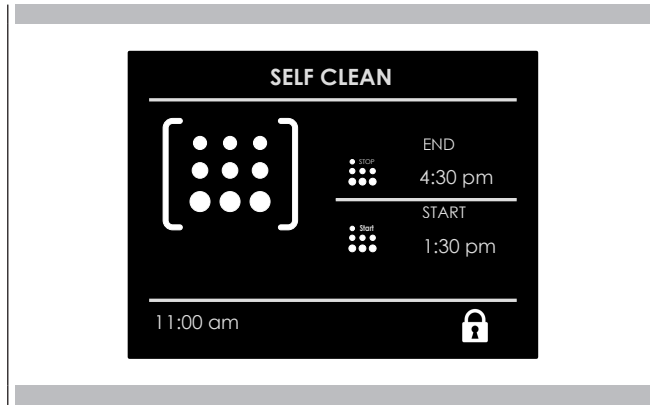 SELF CLEAN
STOP
END
4:30 pm
Start
START
1:30 pm
11:00 am